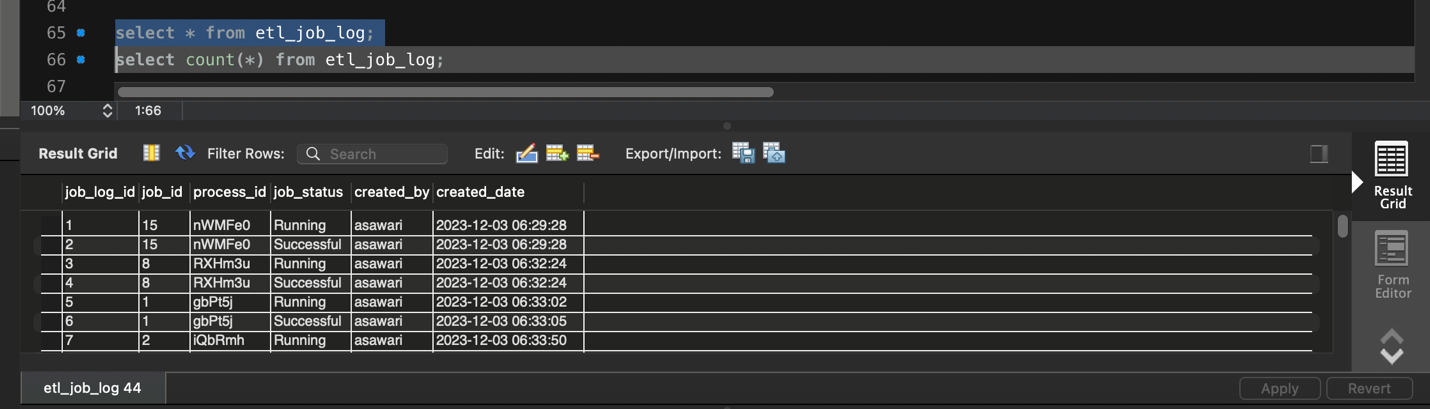 64
65 select * from etl_job_log;
66 select count(*) from etl_job_log;
67
100% 1:66
Result Grid Filter Rows: Search Edit: Export/Import:
job_log_id job_id process_id job_status created_by created_date
1 15 nWMFe0 Running asawari 2023-12-03 06:29:28
2 15 nWMFe0 Successful asawari 2023-12-03 06:29:28
3 8 RXHm3u Running asawari 2023-12-03 06:32:24
4 8 RXHm3u Successful asawari 2023-12-03 06:32:24
5 1 gbPt5j Running asawari 2023-12-03 06:33:02
6 1 gbPt5j Successful asawari 2023-12-03 06:33:05
7 2 iQbRmh Running asawari 2023-12-03 06:33:50
Result
Grid
Form
Editor
etl_job_log 44 Apply Revert